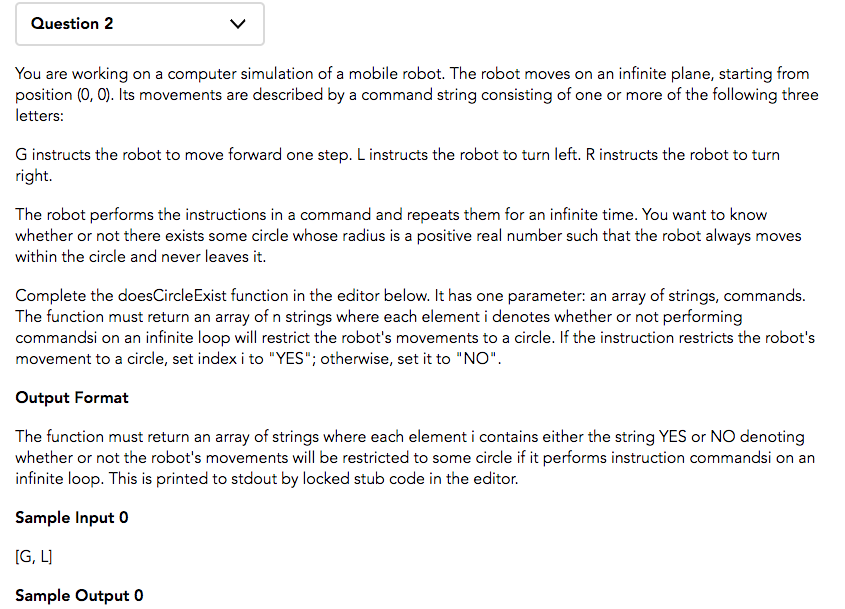 Question 2
You are working on a computer simulation of a mobile robot. The robot moves on an infinite plane, starting from
position (0, 0). Its movements are described by a command string consisting of one or more of the following three
letters:
G instructs the robot to move forward one step. L instructs the robot to turn left. R instructs the robot to turn
right.
The robot performs the instructions in a command and repeats them for an infinite time. You want to know
whether or not there exists some circle whose radius is a positive real number such that the robot always moves
within the circle and never leaves it.
Complete the doesCircleExist function in the editor below. It has one parameter: an array of strings, commands.
The function must return an array of n strings where each element i denotes whether or not performing
commandsi on an infinite loop will restrict the robot's movements to a circle. If the instruction restricts the robot's
movement to a circle, set index i to "YES"; otherwise, set it to "NO".
Output Format
The function must return an array of strings where each element i contains either the string YES or NO denoting
whether or not the robot's movements will be restricted to some circle if it performs instruction commandsi on an
infinite loop. This is printed to stdout by locked stub code in the editor.
Sample Input 0
[G, L]
Sample Output 0